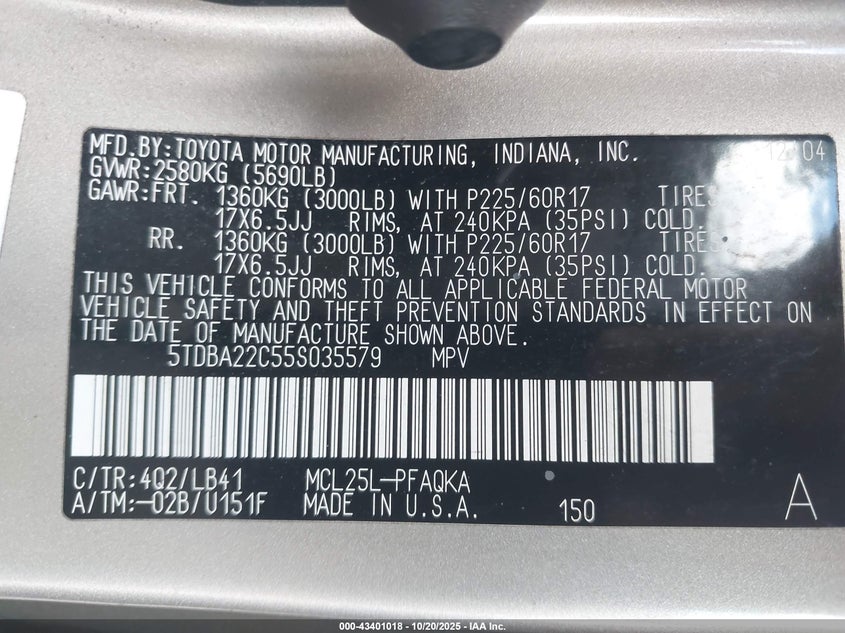 MFD.BY:TOYOTA MOTOR MANUFACTURING, INDIANA, INC. 12/04
GVWR:2580KG (5690LB)
GAWR:FRT. 1360KG (3000LB) WITH P225/60R17 TIRES
17X6.5JJ RIMS, AT 240KPA (35PSI) COLD.
RR. 1360KG (3000LB) WITH P225/60R17 TIRES
17X6.5JJ RIMS, AT 240KPA (35PSI) COLD.
THIS VEHICLE CONFORMS TO ALL APPLICABLE FEDERAL MOTOR
VEHICLE SAFETY AND THEFT PREVENTION STANDARDS IN EFFECT ON
THE DATE OF MANUFACTURE SHOWN ABOVE.
5TDBA22C55S035579 MPV
C/TR:4Q2/LB41 MCL25L-PFAQKA
A/TM:-02B/U151F MADE IN U.S.A. 150 A
000-43401018 - 10/20/2025 - IAA Inc.